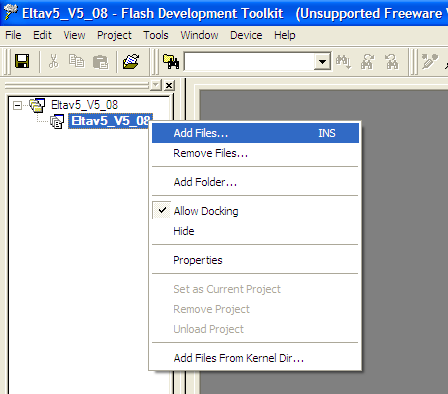 Eltav5_V5_08 - Flash Development Toolkit (Unsupported Freeware V
File Edit View Project Tools Window Device Help
Eltav5_V5_08
Eltav5_V5_08
Add Files... INS
Remove Files...
Add Folder...
Allow Docking
Hide
Properties
Set as Current Project
Remove Project
Unload Project
Add Files From Kernel Dir...